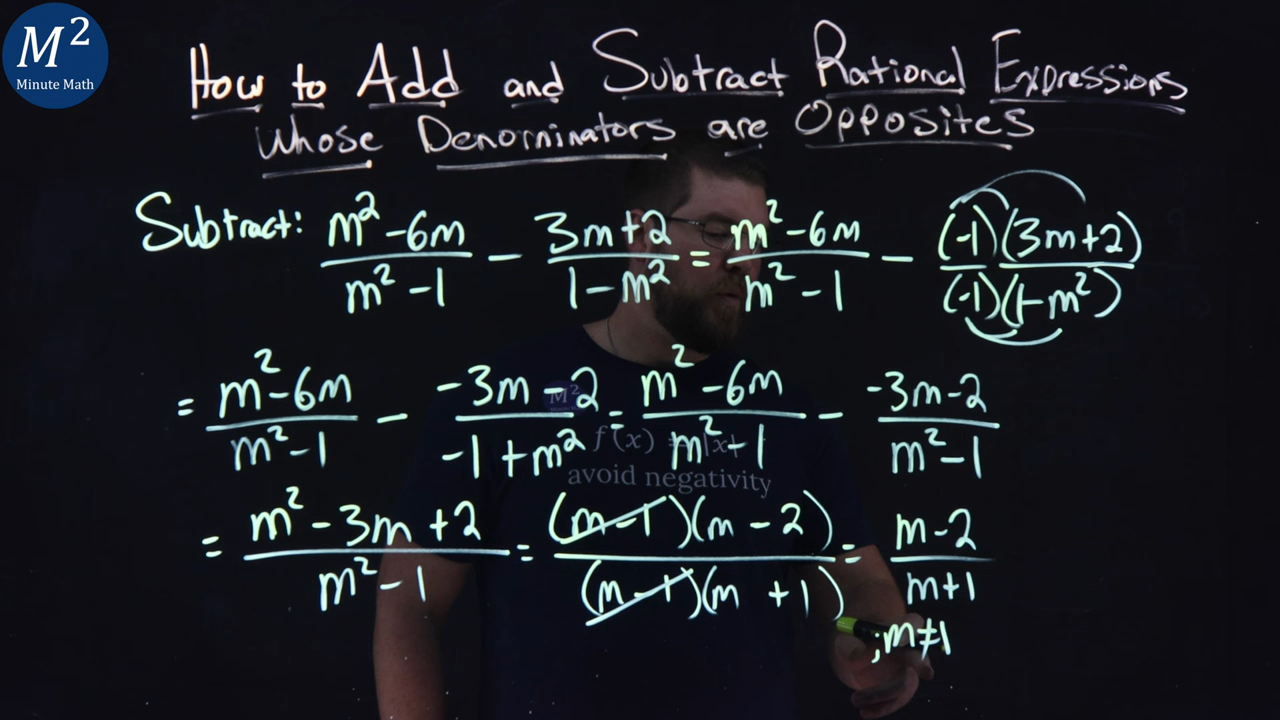 M²
Minute Math
How to Add and Subtract Rational Expressions
whose Denominators are Opposites
Subtract: (m² - 6m)/(m² - 1) - (3m + 2)/(1 - m²) = (m² - 6m)/(m² - 1) - ((-1)(3m + 2))/((-1)(1 - m²))
= (m² - 6m)/(m² - 1) - (-3m - 2)/(-1 + m²) = (m² - 6m)/(m² - 1) - (-3m - 2)/(m² - 1)
M²
f(x) = |x|
avoid negativity
= (m² - 3m + 2)/(m² - 1) = ((m - 1)(m - 2))/((m - 1)(m + 1)) = (m - 2)/(m + 1)
; m ≠ 1